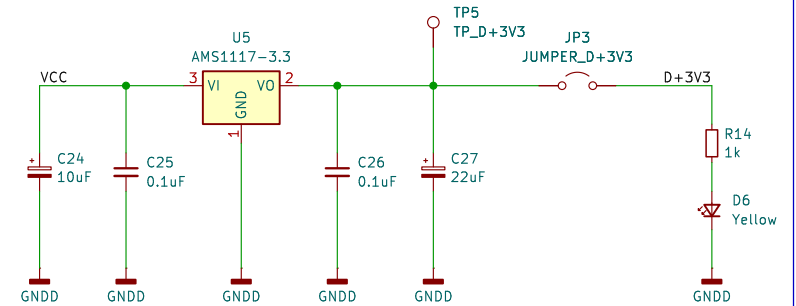 TP5
TP_D+3V3
U5
AMS1117-3.3
JP3
JUMPER_D+3V3
VCC
3
VI
VO
2
D+3V3
GND
1
R14
1k
C24
10uF
C25
0.1uF
C26
0.1uF
C27
22uF
D6
Yellow
+
+
GNDD
GNDD
GNDD
GNDD
GNDD
GNDD